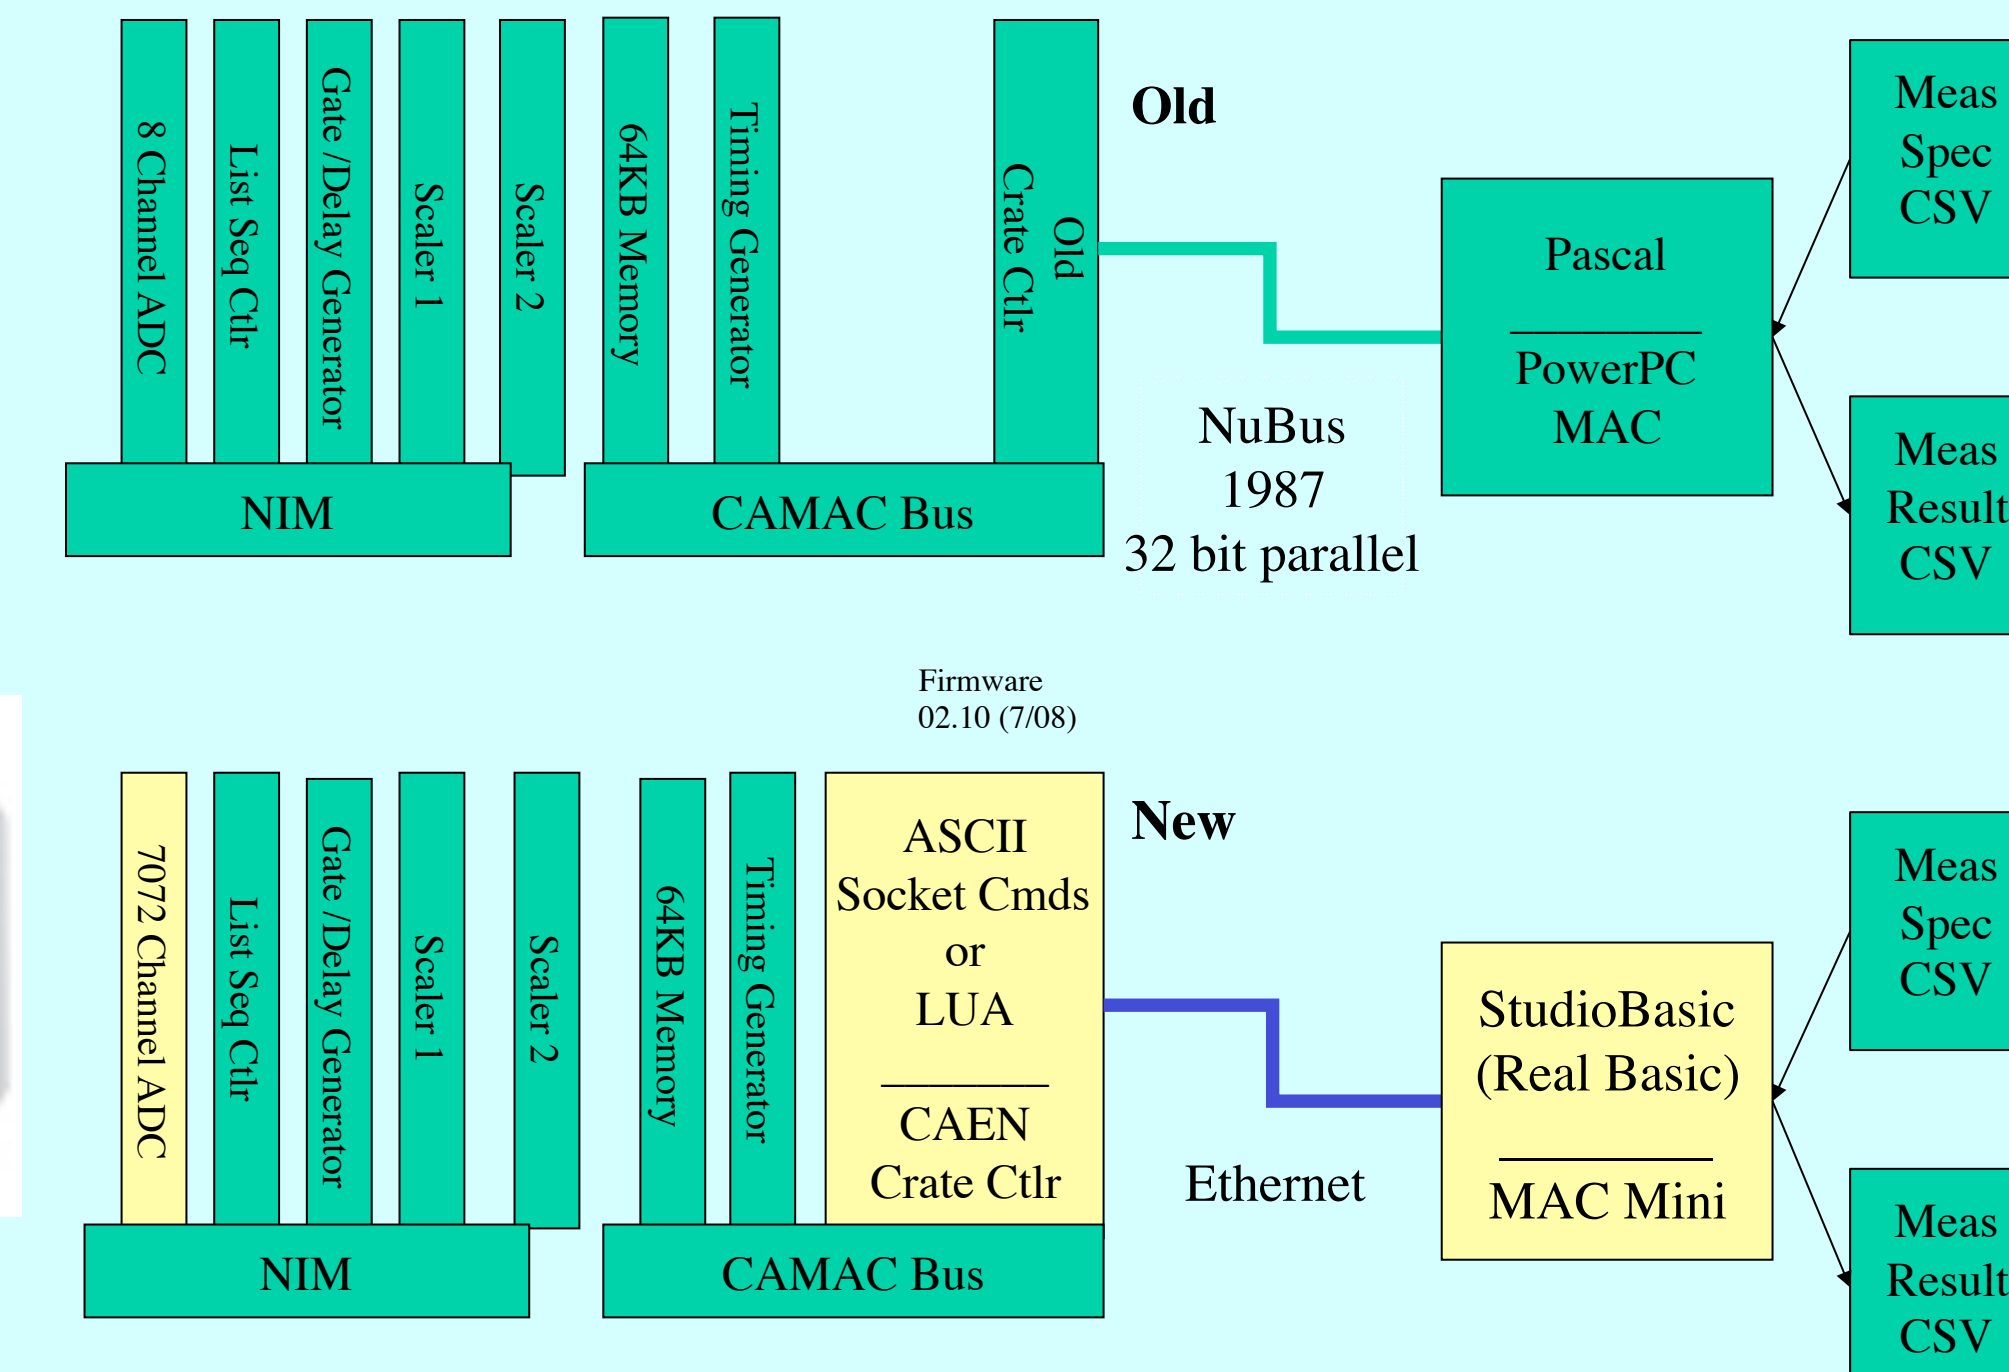 8 Channel ADC
List Seq Ctlr
Gate /Delay Generator
Scaler 1
Scaler 2
64KB Memory
Timing Generator
Old
Crate Ctlr
NIM
CAMAC Bus
Old
NuBus
1987
32 bit parallel
Pascal
PowerPC
MAC
Meas
Spec
CSV
Meas
Result
CSV
Firmware
02.10 (7/08)
7072 Channel ADC
List Seq Ctlr
Gate /Delay Generator
Scaler 1
Scaler 2
64KB Memory
Timing Generator
ASCII
Socket Cmds
or
LUA
CAEN
Crate Ctlr
NIM
CAMAC Bus
New
Ethernet
StudioBasic
(Real Basic)
MAC Mini
Meas
Spec
CSV
Meas
Result
CSV